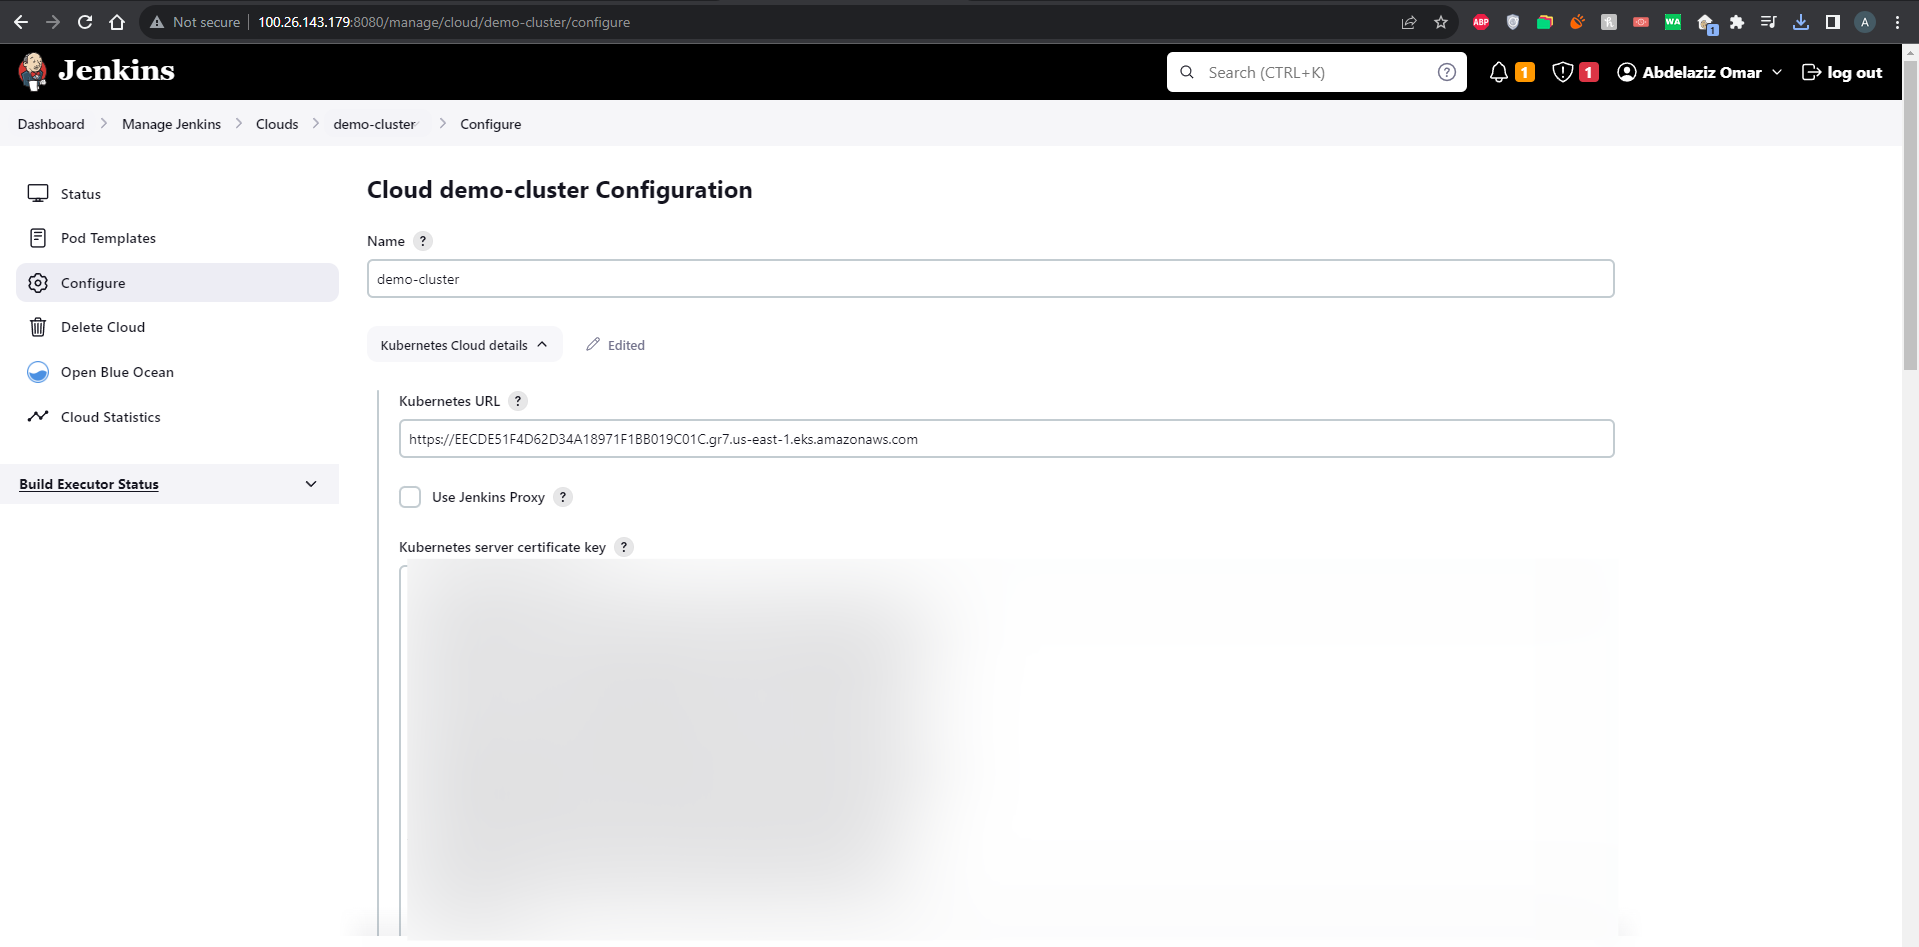 Not secure 100.26.143.179:8080/manage/cloud/demo-cluster/configure ABP WA 1 A
Jenkins Search (CTRL+K) ? 1 1 Abdelaziz Omar log out
Dashboard Manage Jenkins Clouds demo-cluster Configure
Status
Pod Templates
Configure
Delete Cloud
Open Blue Ocean
Cloud Statistics
Build Executor Status
Cloud demo-cluster Configuration
Name ?
demo-cluster
Kubernetes Cloud details Edited
Kubernetes URL ?
https://EECDE51F4D62D34A18971F1BB019C01C.gr7.us-east-1.eks.amazonaws.com
Use Jenkins Proxy ?
Kubernetes server certificate key ?